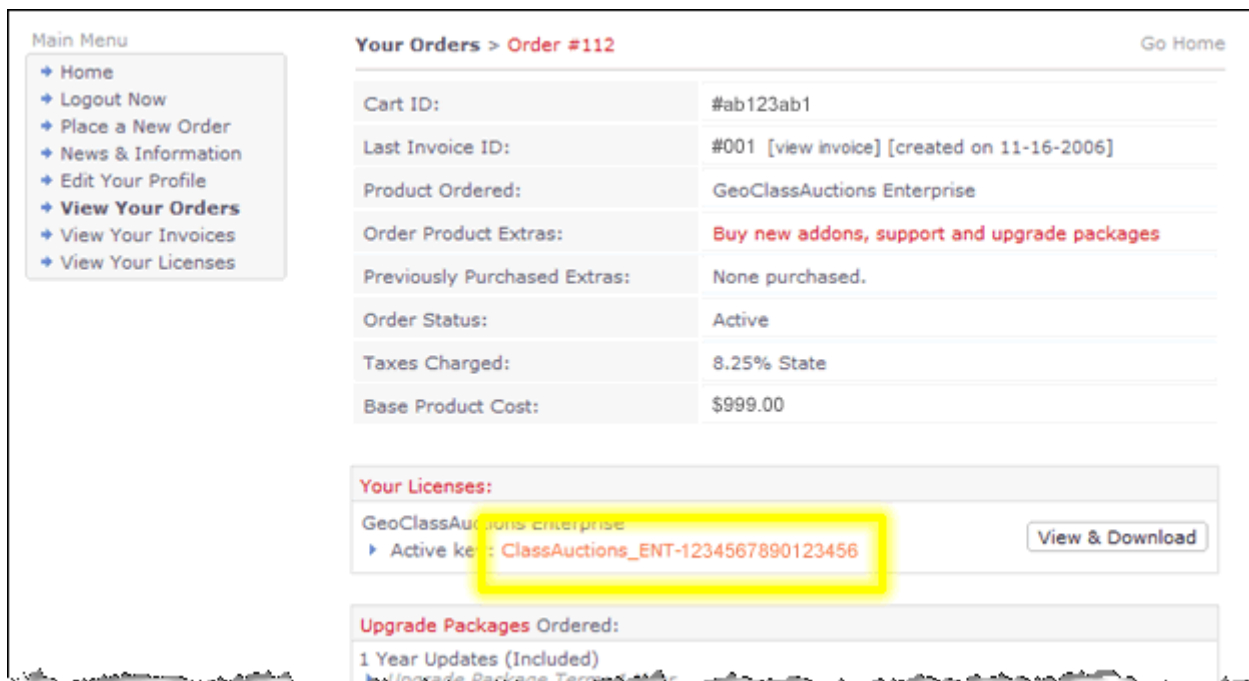 Main Menu
Home
Logout Now
Place a New Order
News & Information
Edit Your Profile
View Your Orders
View Your Invoices
View Your Licenses
Your Orders > Order #112
Go Home
Cart ID: #ab123ab1
Last Invoice ID: #001 [view invoice] [created on 11-16-2006]
Product Ordered: GeoClassAuctions Enterprise
Order Product Extras: Buy new addons, support and upgrade packages
Previously Purchased Extras: None purchased.
Order Status: Active
Taxes Charged: 8.25% State
Base Product Cost: $999.00
Your Licenses:
GeoClassAuctions Enterprise
Active key: ClassAuctions_ENT-1234567890123456
View & Download
Upgrade Packages Ordered:
1 Year Updates (Included)
Upgrade Package Term